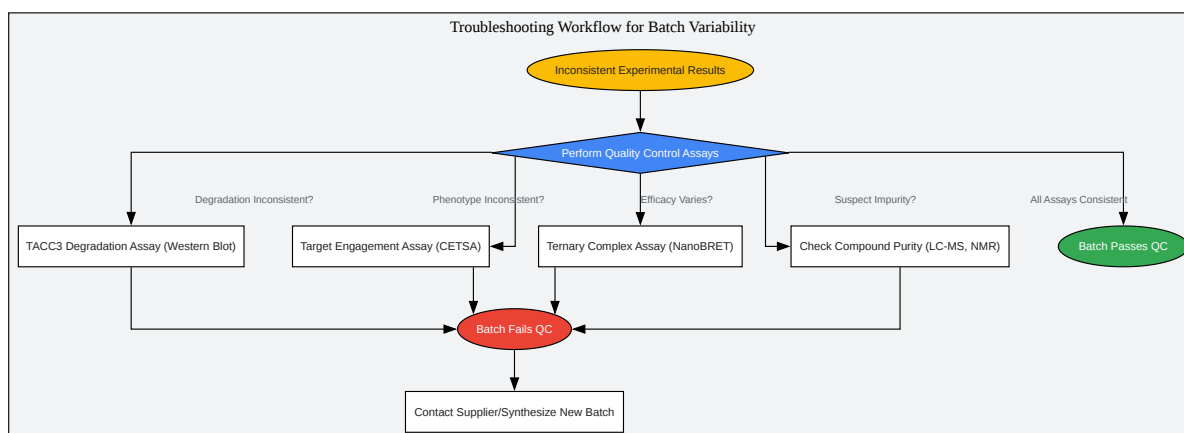 Troubleshooting Workflow for Batch Variability
Inconsistent Experimental Results
Perform Quality Control Assays
Degradation Inconsistent?
Phenotype Inconsistent?
Efficacy Varies?
Suspect Impurity?
All Assays Consistent
TACC3 Degradation Assay (Western Blot)
Target Engagement Assay (CETSA)
Ternary Complex Assay (NanoBRET)
Check Compound Purity (LC-MS, NMR)
Batch Passes QC
Batch Fails QC
Contact Supplier/Synthesize New Batch